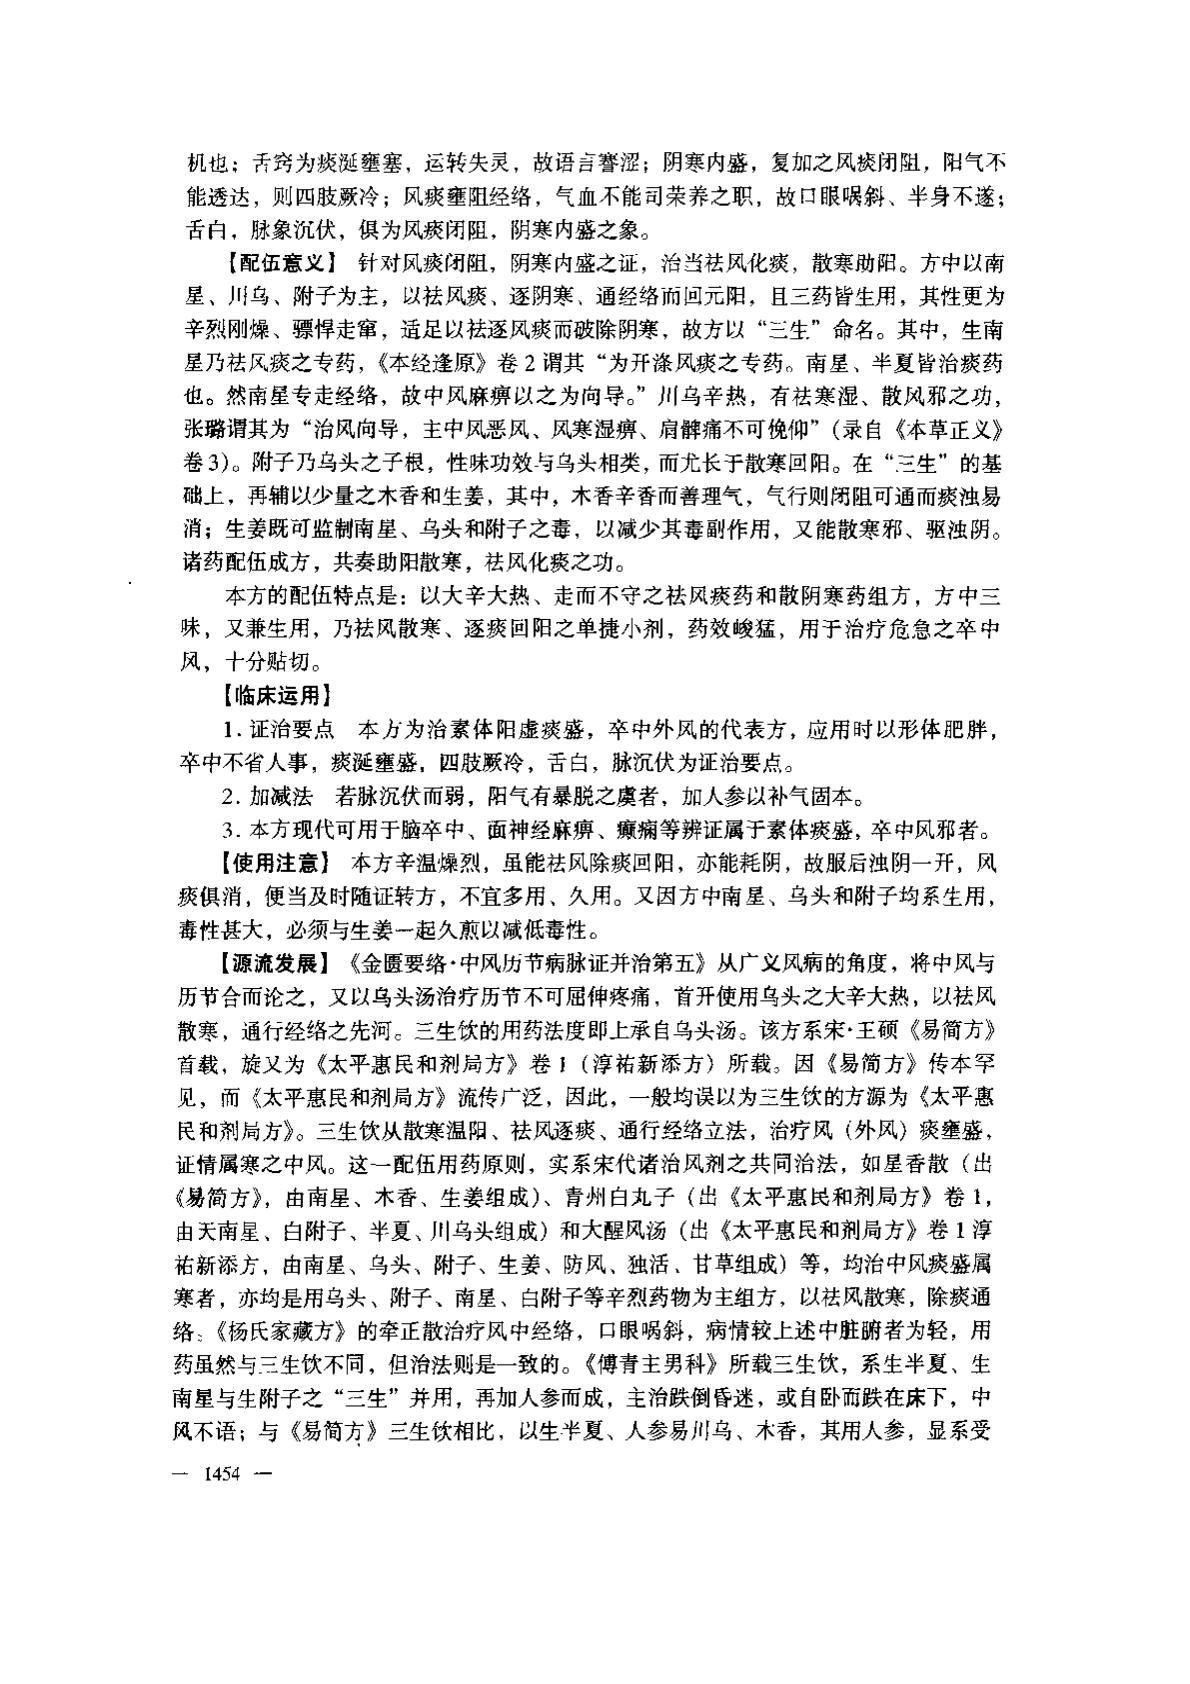 机也；舌窍为痰涎壅塞，运转失灵，故语言謇涩；阴寒内盛，复加之风痰闭阻，阳气不
能透达，则四肢厥冷；风痰壅阻经络，气血不能司荣养之职，故口眼㖞斜、半身不遂；
舌白，脉象沉伏，俱为风痰闭阻，阴寒内盛之象。
【配伍意义】 针对风痰闭阻，阴寒内盛之证，治当祛风化痰，散寒助阳。方中以南
星、川乌、附子为主，以祛风痰、逐阴寒、通经络而回元阳，且三药皆生用，其性更为
辛烈刚燥、骠悍走窜，适足以祛逐风痰而破除阴寒，故方以“三生”命名。其中，生南
星乃祛风痰之专药，《本经逢原》卷 2 谓其“为开涤风痰之专药。南星、半夏皆治痰药
也。然南星专走经络，故中风麻痹以之为向导。”川乌辛热，有祛寒湿、散风邪之功，
张璐谓其为“治风向导，主中风恶风、风寒湿痹、肩髀痛不可俛仰”（录自《本草正义》
卷 3）。附子乃乌头之子根，性味功效与乌头相类，而尤长于散寒回阳。在“三生”的基
础上，再辅以少量之木香和生姜，其中，木香辛香而善理气，气行则闭阻可通而痰浊易
消；生姜既可监制南星、乌头和附子之毒，以减少其毒副作用，又能散寒邪、驱浊阴。
诸药配伍成方，共奏助阳散寒，祛风化痰之功。
本方的配伍特点是：以大辛大热、走而不守之祛风痰药和散阴寒药组方，方中三
味，又兼生用，乃祛风散寒、逐痰回阳之单捷小剂，药效峻猛，用于治疗危急之卒中
风，十分贴切。
【临床运用】
1. 证治要点 本方为治素体阳虚痰盛，卒中外风的代表方，应用时以形体肥胖，
卒中不省人事，痰涎壅盛，四肢厥冷，舌白，脉沉伏为证治要点。
2. 加减法 若脉沉伏而弱，阳气有暴脱之虞者，加人参以补气固本。
3. 本方现代可用于脑卒中、面神经麻痹、癫痫等辨证属于素体痰盛，卒中风邪者。
【使用注意】 本方辛温燥烈，虽能祛风除痰回阳，亦能耗阴，故服后浊阴一开，风
痰俱消，便当及时随证转方，不宜多用、久用。又因方中南星、乌头和附子均系生用，
毒性甚大，必须与生姜一起久煎以减低毒性。
【源流发展】《金匮要略·中风历节病脉证并治第五》从广义风病的角度，将中风与
历节合而论之，又以乌头汤治疗历节不可屈伸疼痛，首开使用乌头之大辛大热，以祛风
散寒，通行经络之先河。三生饮的用药法度即上承自乌头汤。该方系宋·王硕《易简方》
首载，旋又为《太平惠民和剂局方》卷 1（淳祐新添方）所载。因《易简方》传本罕
见，而《太平惠民和剂局方》流传广泛，因此，一般均误以为三生饮的方源为《太平惠
民和剂局方》。三生饮从散寒温阳、祛风逐痰、通行经络立法，治疗风（外风）痰壅盛，
证情属寒之中风。这一配伍用药原则，实系宋代诸治风剂之共同治法，如星香散（出
《易简方》，由南星、木香、生姜组成）、青州白丸子（出《太平惠民和剂局方》卷 1，
由天南星、白附子、半夏、川乌头组成）和大醒风汤（出《太平惠民和剂局方》卷 1 淳
祐新添方，由南星、乌头、附子、生姜、防风、独活、甘草组成）等，均治中风痰盛属
寒者，亦均是用乌头、附子、南星、白附子等辛烈药物为主组方，以祛风散寒，除痰通
络。《杨氏家藏方》的牵正散治疗风中经络，口眼㖞斜，病情较上述中脏腑者为轻，用
药虽然与三生饮不同，但治法则是一致的。《傅青主男科》所载三生饮，系生半夏、生
南星与生附子之“三生”并用，再加人参而成，主治跌倒昏迷，或自卧而跌在床下，中
风不语；与《易简方》三生饮相比，以生半夏、人参易川乌、木香，其用人参，显系受
— 1454 —